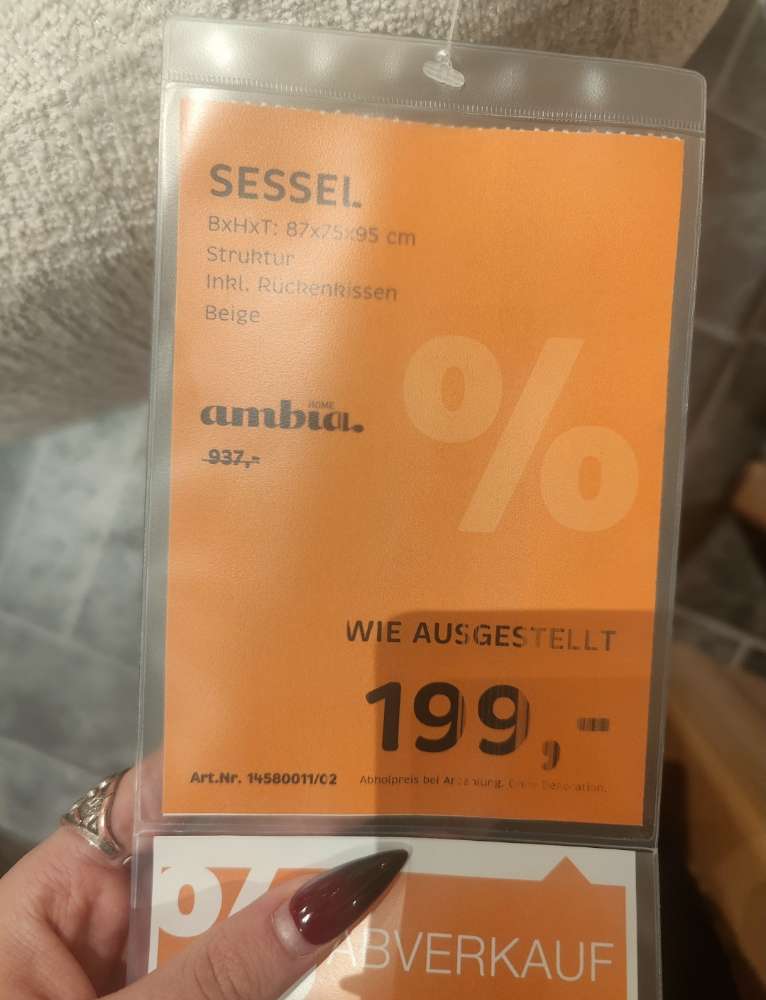 SESSEL
BxHxT: 87x75x95 cm
Struktur
Inkl. Rückenkissen
Beige
%
HOME
ambia.
937,-
WIE AUSGESTELLT
199,-
Art.Nr. 14580011/02 Abholpreis bei Anzahlung. Ohne Dekoration.
%
ABVERKAUF